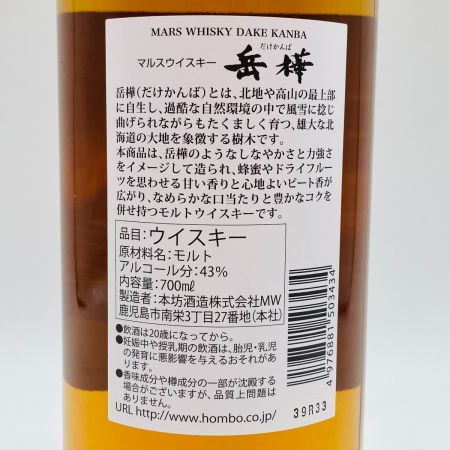 MARS WHISKY DAKE KANBA
だけかんば
マルスウイスキー 岳樺
岳樺(だけかんば)とは、北地や高山の最上部
に自生し、過酷な自然環境の中で風雪に捻じ
曲げられながらもたくましく育つ、雄大な北
海道の大地を象徴する樹木です。
本商品は、岳樺のようなしなやかさと力強さ
をイメージして造られ、蜂蜜やドライフルー
ツを思わせる甘い香りと心地よいピート香が
広がり、なめらかな口当たりと豊かなコクを
併せ持つモルトウイスキーです。
品目:ウイスキー
原材料名:モルト
アルコール分:43%
内容量:700mℓ
製造者:本坊酒造株式会社MW
鹿児島市南栄3丁目27番地(本社)
●飲酒は20歳になってから。
●妊娠中や授乳期の飲酒は、胎児・乳児
の発育に悪影響を与えるおそれがあり
ます。
●香味成分や樽成分の一部が沈殿する
場合がございますが、品質上問題は
ありません。
URL http://www.hombo.co.jp/
4976881503434
39R33